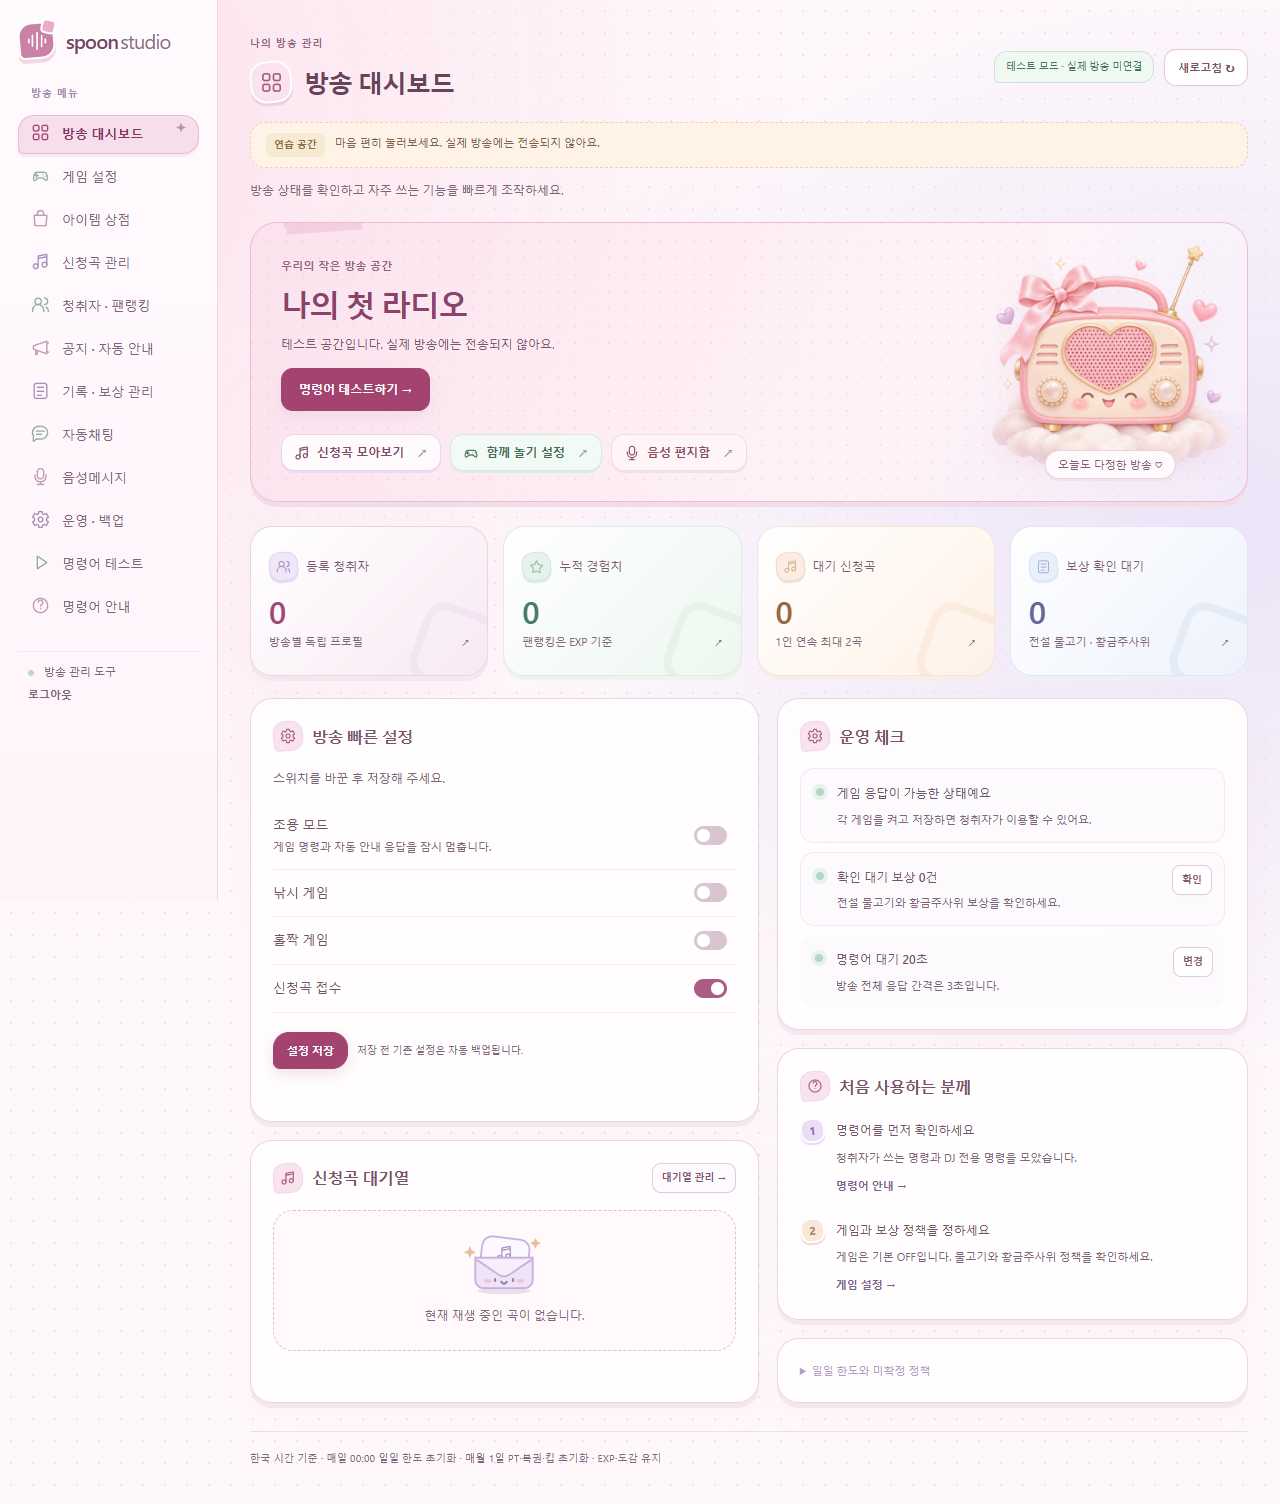 spoonstudio
방송 메뉴
방송 대시보드
게임 설정
아이템 상점
신청곡 관리
청취자 · 팬랭킹
공지 · 자동 안내
기록 · 보상 관리
자동채팅
음성메시지
운영 · 백업
명령어 테스트
명령어 안내
방송 관리 도구
로그아웃
나의 방송 관리
방송 대시보드
테스트 모드 · 실제 방송 미연결
새로고침 ↻
연습 공간 마음 편히 눌러보세요. 실제 방송에는 전송되지 않아요.
방송 상태를 확인하고 자주 쓰는 기능을 빠르게 조작하세요.
우리의 작은 방송 공간
나의 첫 라디오
테스트 공간입니다. 실제 방송에는 전송되지 않아요.
명령어 테스트하기 →
신청곡 모아보기 ↗
함께 놀기 설정 ↗
음성 편지함 ↗
오늘도 다정한 방송 ♡
등록 청취자
0
방송별 독립 프로필 ↗
누적 경험치
0
팬랭킹은 EXP 기준 ↗
대기 신청곡
0
1인 연속 최대 2곡 ↗
보상 확인 대기
0
전설 물고기 · 황금주사위 ↗
방송 빠른 설정
스위치를 바꾼 후 저장해 주세요.
조용 모드
게임 명령과 자동 안내 응답을 잠시 멈춥니다.
낚시 게임
홀짝 게임
신청곡 접수
설정 저장
저장 전 기존 설정은 자동 백업됩니다.
신청곡 대기열
대기열 관리 →
현재 재생 중인 곡이 없습니다.
운영 체크
게임 응답이 가능한 상태예요
각 게임을 켜고 저장하면 청취자가 이용할 수 있어요.
확인 대기 보상 0건
확인
전설 물고기와 황금주사위 보상을 확인하세요.
명령어 대기 20초
변경
방송 전체 응답 간격은 3초입니다.
처음 사용하는 분께
1 명령어를 먼저 확인하세요
청취자가 쓰는 명령과 DJ 전용 명령을 모았습니다.
명령어 안내 →
2 게임과 보상 정책을 정하세요
게임은 기본 OFF입니다. 물고기와 황금주사위 정책을 확인하세요.
게임 설정 →
▶ 일일 한도와 미확정 정책
한국 시간 기준 · 매일 00:00 일일 한도 초기화 · 매월 1일 PT·복권·킵 초기화 · EXP·도감 유지